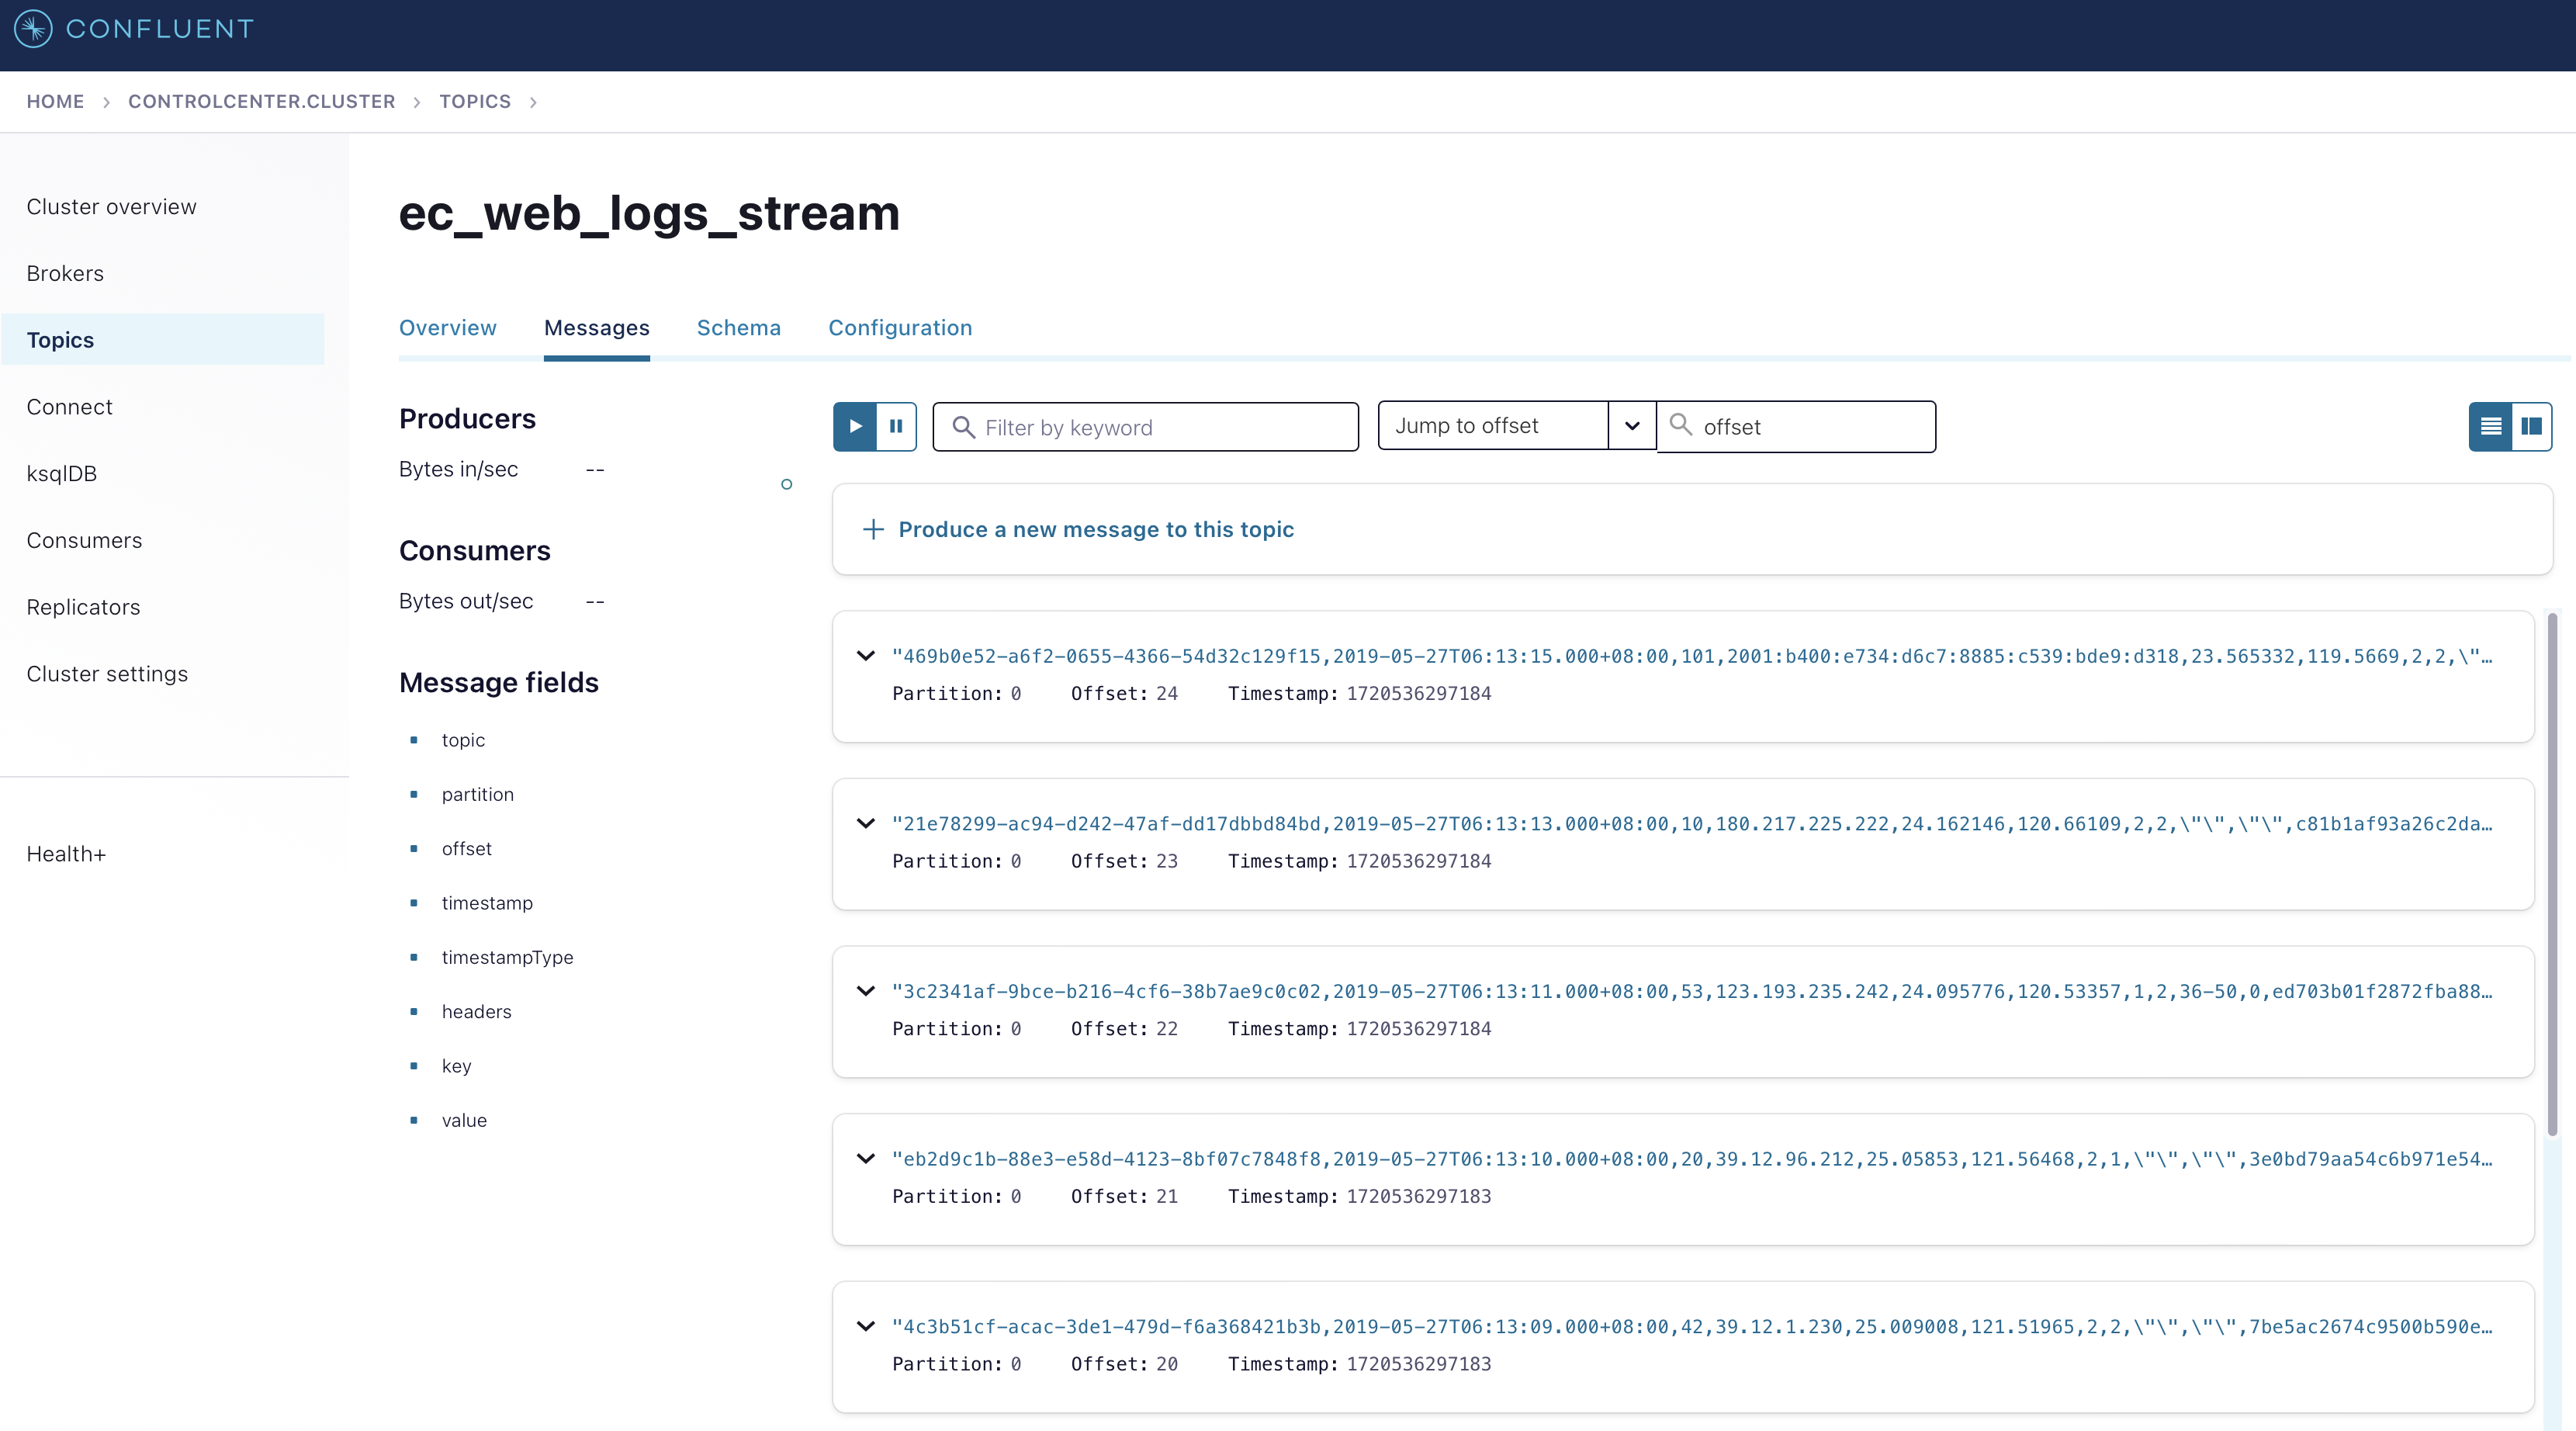 CONFLUENT
HOME > CONTROLCENTER.CLUSTER > TOPICS >
Cluster overview
Brokers
Topics
Connect
ksqlDB
Consumers
Replicators
Cluster settings
Health+
ec_web_logs_stream
Overview Messages Schema Configuration
Producers
Bytes in/sec --
Consumers
Bytes out/sec --
Message fields
topic
partition
offset
timestamp
timestampType
headers
key
value
Filter by keyword
Jump to offset
offset
Produce a new message to this topic
"469b0e52-a6f2-0655-4366-54d32c129f15,2019-05-27T06:13:15.000+08:00,101,2001:b400:e734:d6c7:8885:c539:bde9:d318,23.565332,119.5669,2,2,\"…
Partition: 0 Offset: 24 Timestamp: 1720536297184
"21e78299-ac94-d242-47af-dd17dbbd84bd,2019-05-27T06:13:13.000+08:00,10,180.217.225.222,24.162146,120.66109,2,2,\"\",\"\",c81b1af93a26c2da…
Partition: 0 Offset: 23 Timestamp: 1720536297184
"3c2341af-9bce-b216-4cf6-38b7ae9c0c02,2019-05-27T06:13:11.000+08:00,53,123.193.235.242,24.095776,120.53357,1,2,36-50,0,ed703b01f2872fba88…
Partition: 0 Offset: 22 Timestamp: 1720536297184
"eb2d9c1b-88e3-e58d-4123-8bf07c7848f8,2019-05-27T06:13:10.000+08:00,20,39.12.96.212,25.05853,121.56468,2,1,\"\",\"\",3e0bd79aa54c6b971e54…
Partition: 0 Offset: 21 Timestamp: 1720536297183
"4c3b51cf-acac-3de1-479d-f6a368421b3b,2019-05-27T06:13:09.000+08:00,42,39.12.1.230,25.009008,121.51965,2,2,\"\",\"\",7be5ac2674c9500b590e…
Partition: 0 Offset: 20 Timestamp: 1720536297183